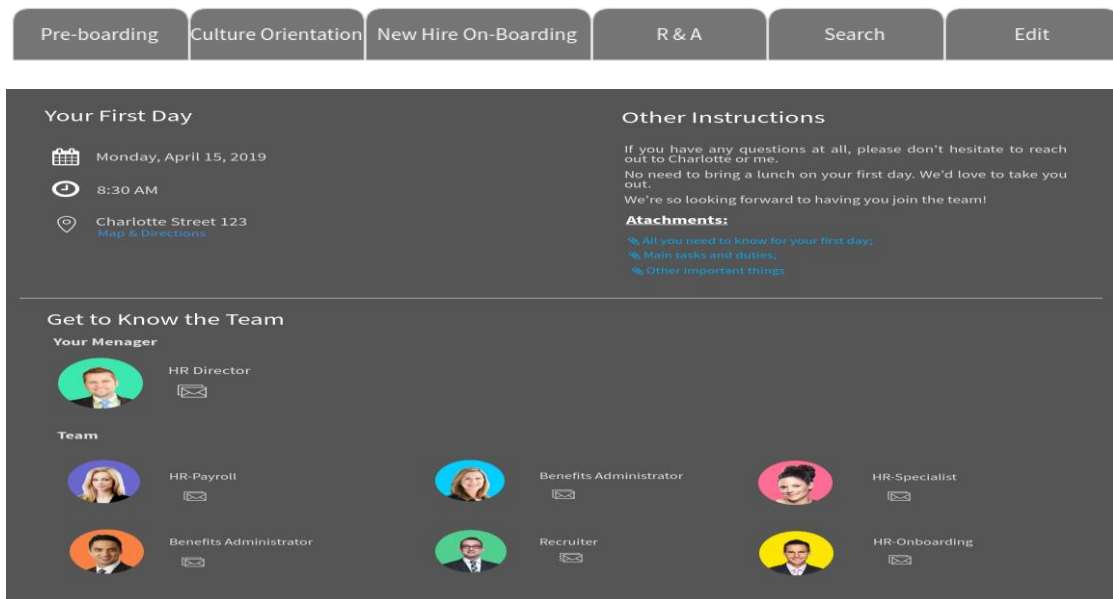 Pre-boarding
Culture Orientation
New Hire On-Boarding
R & A
Search
Edit
Your First Day
Monday, April 15, 2019
8:30 AM
Charlotte Street 123
Map & Directions
Other Instructions
If you have any questions at all, please don't hesitate to reach
out to Charlotte or me.
No need to bring a lunch on your first day. We'd love to take you
out.
We're so looking forward to having you join the team!
Atachments:
All you need to know for your first day;
Main tasks and duties;
Other important things
Get to Know the Team
Your Menager
HR Director
Team
HR-Payroll
Benefits Administrator
HR-Specialist
Benefits Administrator
Recruiter
HR-Onboarding